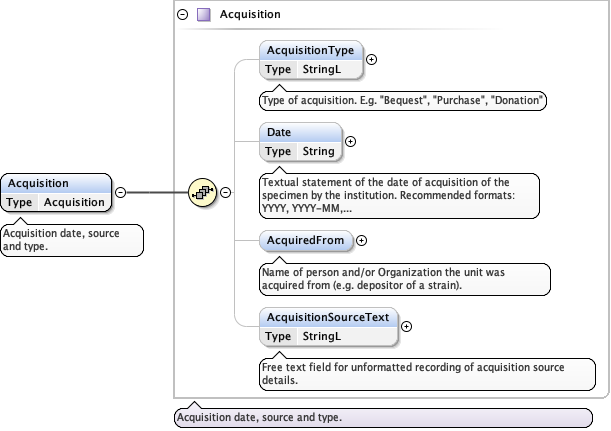 Acquisition
AcquisitionType
Type StringL
Type of acquisition. E.g. "Bequest", "Purchase", "Donation"
Date
Type String
Textual statement of the date of acquisition of the
specimen by the institution. Recommended formats:
YYYY, YYYY-MM,...
Acquisition
Type Acquisition
Acquisition date, source
and type.
AcquiredFrom
Name of person and/or Organization the unit was
acquired from (e.g. depositor of a strain).
AcquisitionSourceText
Type StringL
Free text field for unformatted recording of acquisition source
details.
Acquisition date, source and type.